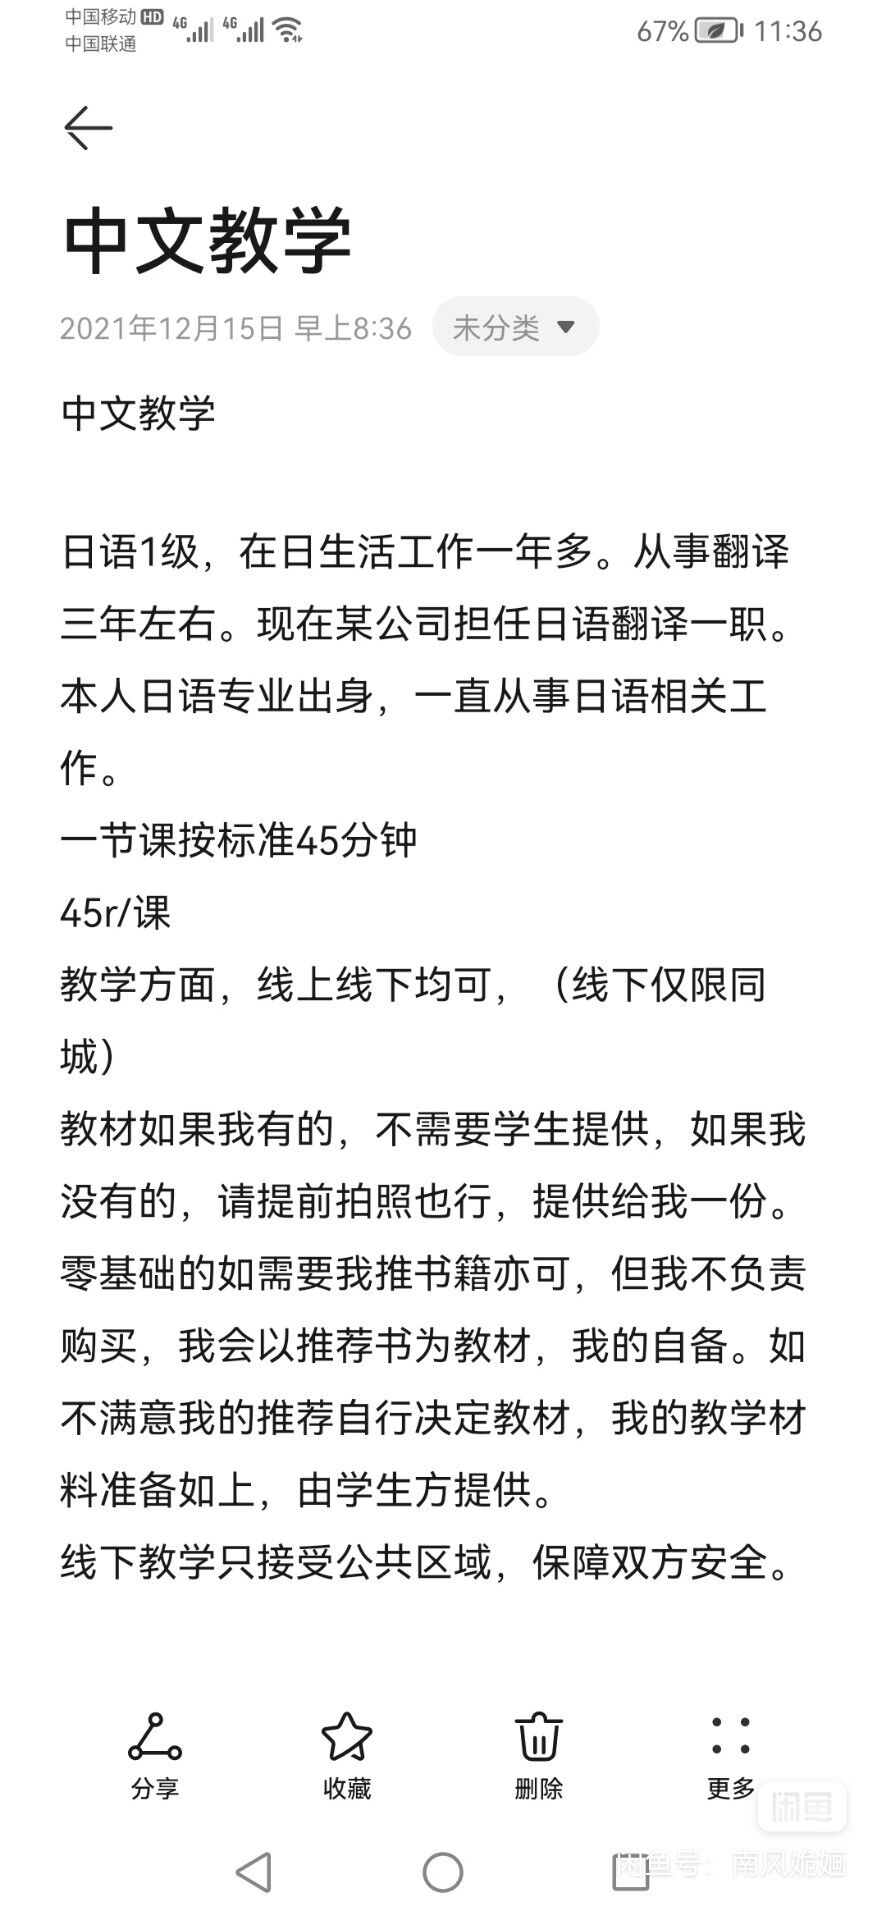 中国移动 HD 4G 4G 67% 11:36
中国联通
中文教学
2021年12月15日 早上8:36 未分类
中文教学
日语1级，在日生活工作一年多。从事翻译
三年左右。现在某公司担任日语翻译一职。
本人日语专业出身，一直从事日语相关工
作。
一节课按标准45分钟
45r/课
教学方面，线上线下均可，（线下仅限同
城）
教材如果我有的，不需要学生提供，如果我
没有的，请提前拍照也行，提供给我一份。
零基础的如需要我推书籍亦可，但我不负责
购买，我会以推荐书为教材，我的自备。如
不满意我的推荐自行决定教材，我的教学材
料准备如上，由学生方提供。
线下教学只接受公共区域，保障双方安全。
分享 收藏 删除 更多
闲鱼
闲鱼号：南风姽婳